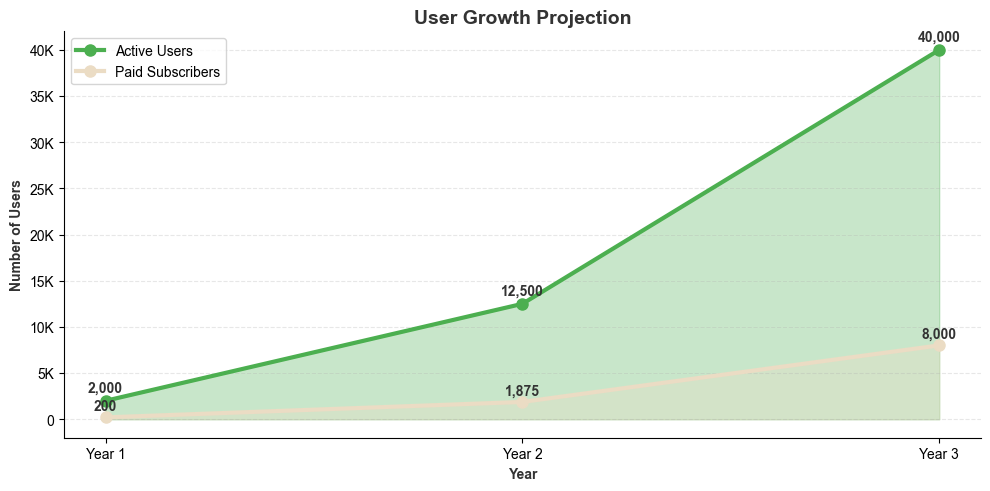 User Growth Projection
Active Users
Paid Subscribers
Number of Users
40K
35K
30K
25K
20K
15K
10K
5K
0
40,000
12,500
8,000
2,000
1,875
200
Year 1
Year 2
Year 3
Year